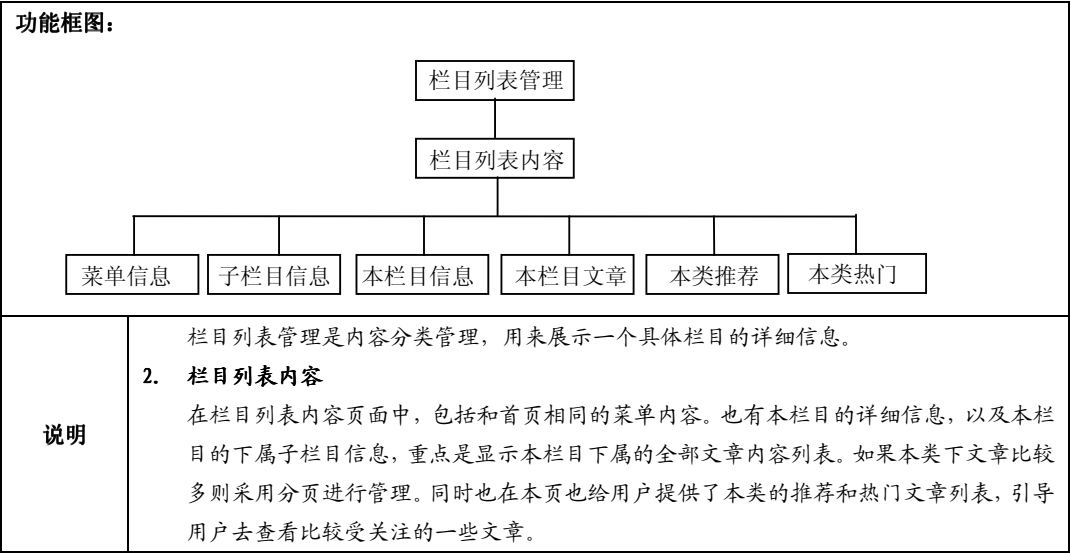 功能框图：
栏目列表管理
栏目列表内容
菜单信息
子栏目信息
本栏目信息
本栏目文章
本类推荐
本类热门
说明
栏目列表管理是内容分类管理，用来展示一个具体栏目的详细信息。
2. 栏目列表内容
在栏目列表内容页面中，包括和首页相同的菜单内容。也有本栏目的详细信息，以及本栏
目的下属子栏目信息，重点是显示本栏目下属的全部文章内容列表。如果本类下文章比较
多则采用分页进行管理。同时也在本页也给用户提供了本类的推荐和热门文章列表，引导
用户去查看比较受关注的一些文章。